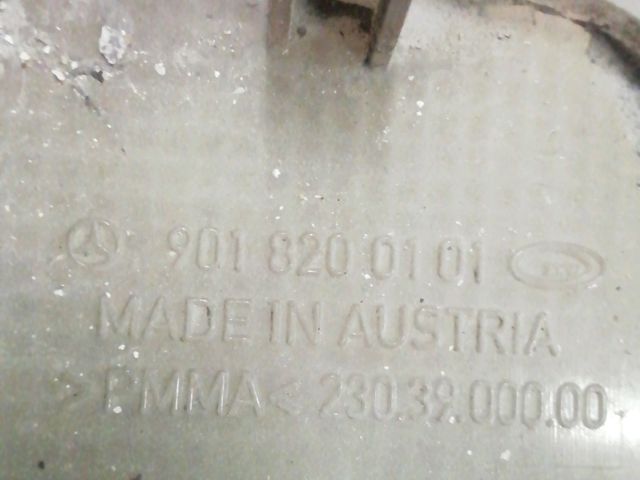 901 820 01 01
MADE IN AUSTRIA
>PMMA< 230.39.000.00